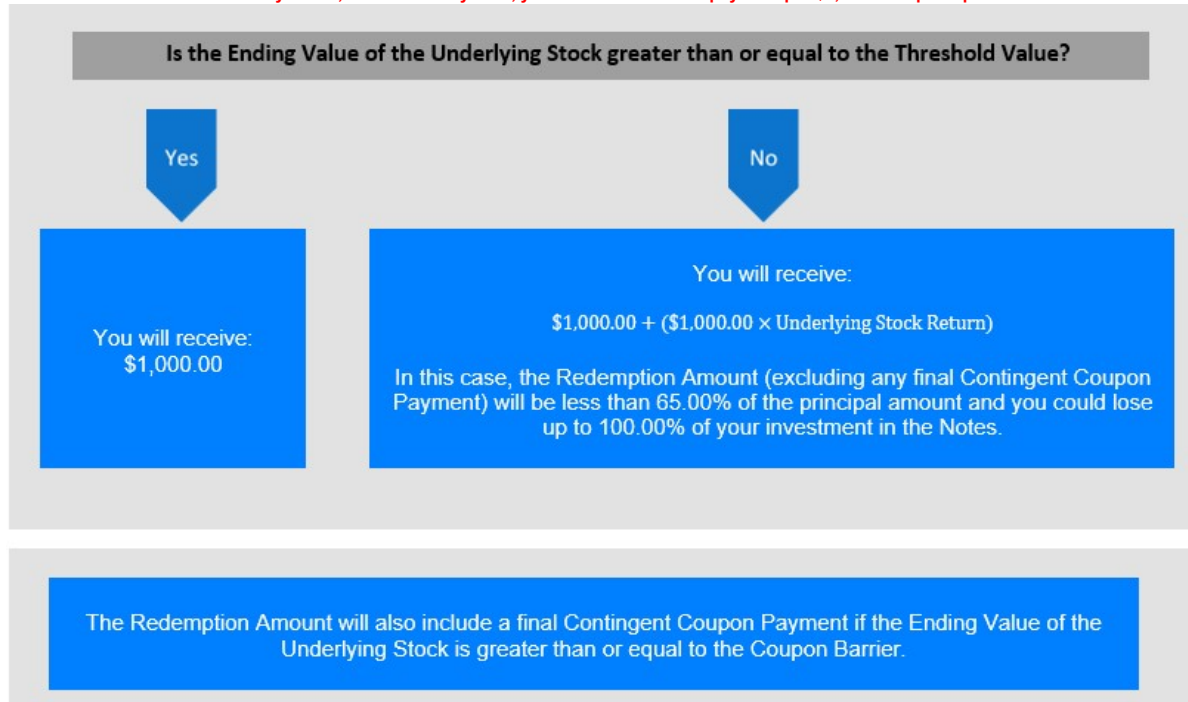 Is the Ending Value of the Underlying Stock greater than or equal to the Threshold Value?
Yes
No
You will receive:
$1,000.00
You will receive:
$1,000.00 + ($1,000.00 × Underlying Stock Return)
In this case, the Redemption Amount (excluding any final Contingent Coupon
Payment) will be less than 65.00% of the principal amount and you could lose
up to 100.00% of your investment in the Notes.
The Redemption Amount will also include a final Contingent Coupon Payment if the Ending Value of the
Underlying Stock is greater than or equal to the Coupon Barrier.